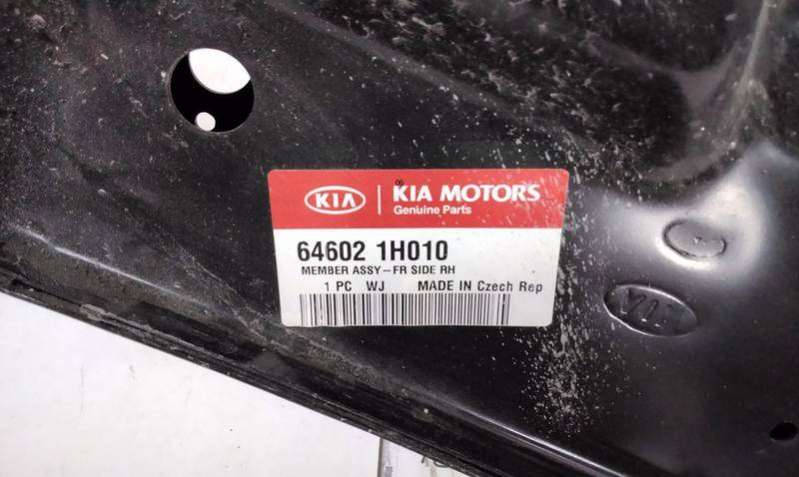 KIA
KIA MOTORS
Genuine Parts
64602 1H010
MEMBER ASSY-FR SIDE RH
1 PC WJ MADE IN Czech Rep